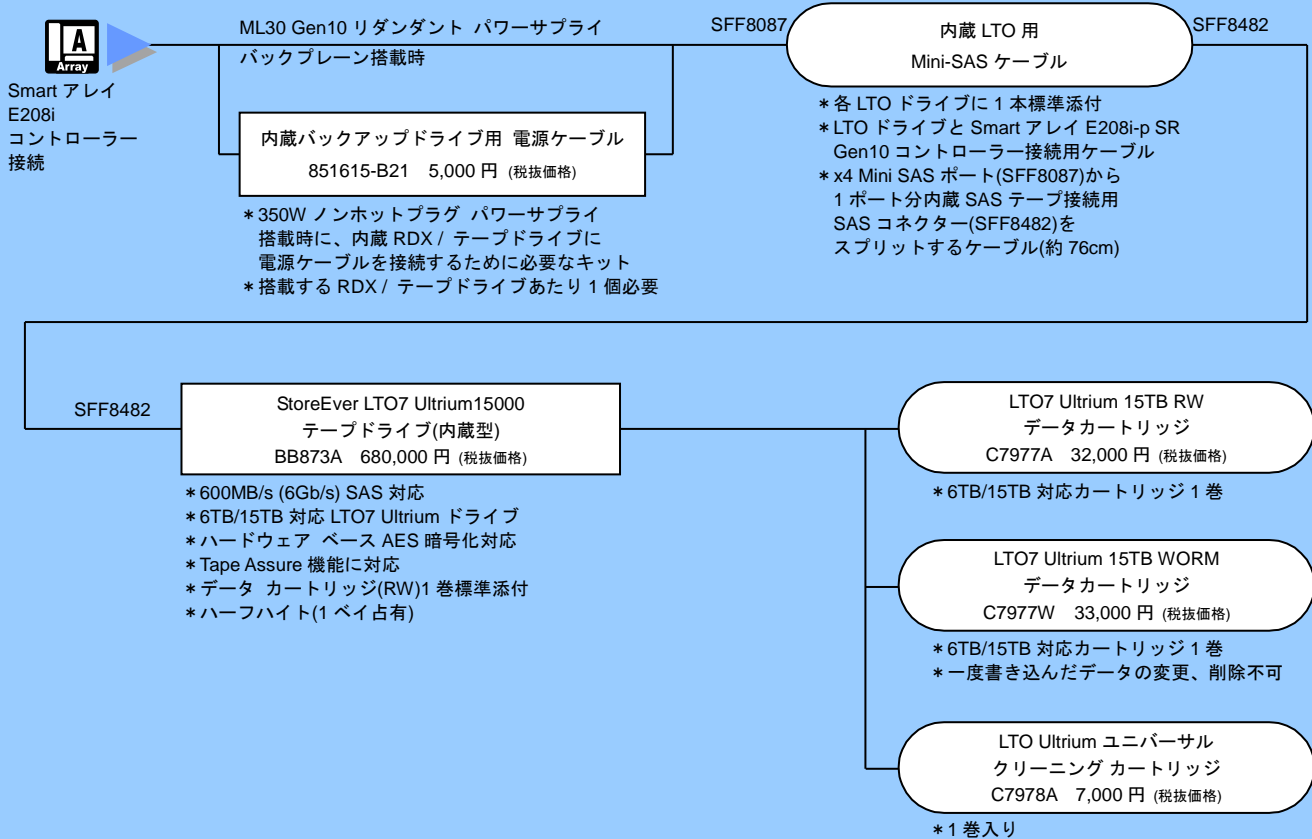 A
Array
Smart アレイ
E208i
コントローラー
接続
ML30 Gen10 リダンダント パワーサプライ
バックプレーン搭載時
内蔵バックアップドライブ用 電源ケーブル
851615-B21 5,000 円 (税抜価格)
＊350W ノンホットプラグ パワーサプライ
搭載時に、内蔵 RDX / テープドライブに
電源ケーブルを接続するために必要なキット
＊搭載する RDX / テープドライブあたり 1 個必要
SFF8087
内蔵 LTO 用
Mini-SAS ケーブル
SFF8482
＊各 LTO ドライブに 1 本標準添付
＊LTO ドライブと Smart アレイ E208i-p SR
Gen10 コントローラー接続用ケーブル
＊x4 Mini SAS ポート(SFF8087)から
1 ポート分内蔵 SAS テープ接続用
SAS コネクター(SFF8482)を
スプリットするケーブル(約 76cm)
SFF8482
StoreEver LTO7 Ultrium15000
テープドライブ(内蔵型)
BB873A 680,000 円 (税抜価格)
＊600MB/s (6Gb/s) SAS 対応
＊6TB/15TB 対応 LTO7 Ultrium ドライブ
＊ハードウェア ベース AES 暗号化対応
＊Tape Assure 機能に対応
＊データ カートリッジ(RW)1 巻標準添付
＊ハーフハイト(1 ベイ占有)
LTO7 Ultrium 15TB RW
データカートリッジ
C7977A 32,000 円 (税抜価格)
＊6TB/15TB 対応カートリッジ 1 巻
LTO7 Ultrium 15TB WORM
データカートリッジ
C7977W 33,000 円 (税抜価格)
＊6TB/15TB 対応カートリッジ 1 巻
＊一度書き込んだデータの変更、削除不可
LTO Ultrium ユニバーサル
クリーニング カートリッジ
C7978A 7,000 円 (税抜価格)
＊1 巻入り